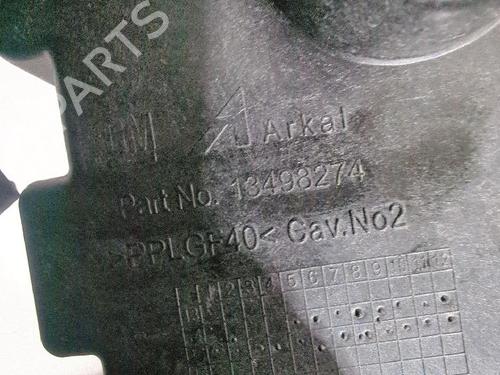 PARTS
GM Arkal
Part No. 13498274
>PPLGF40< Cav.No2
1 2 3 4 5 6 7 8 9 10 11 12